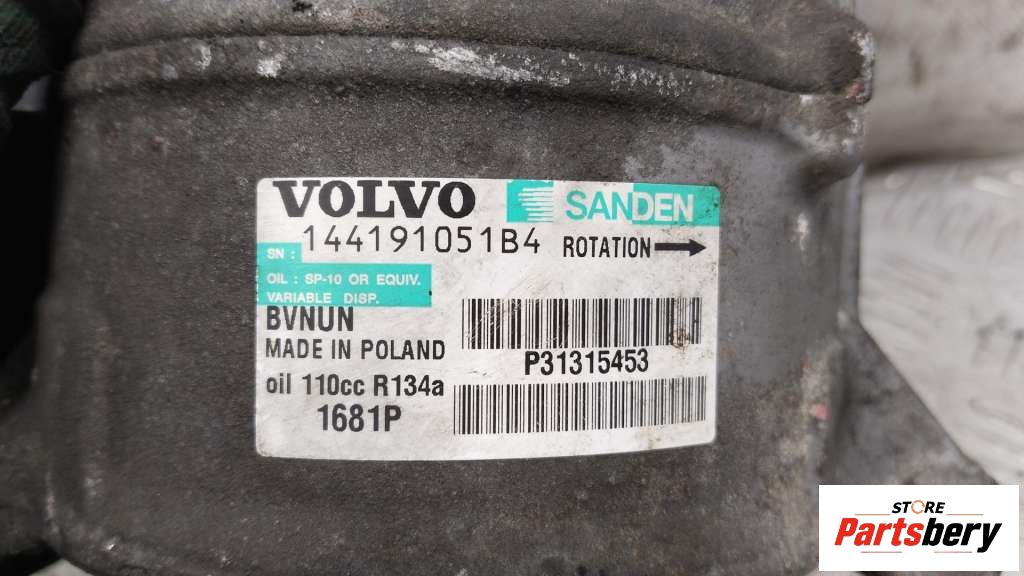 VOLVO SANDEN
SN : 144191051B4 ROTATION
OIL : SP-10 OR EQUIV.
VARIABLE DISP.
BVNUN
MADE IN POLAND
P31315453
oil 110cc R134a
1681P
STORE
Partsbery